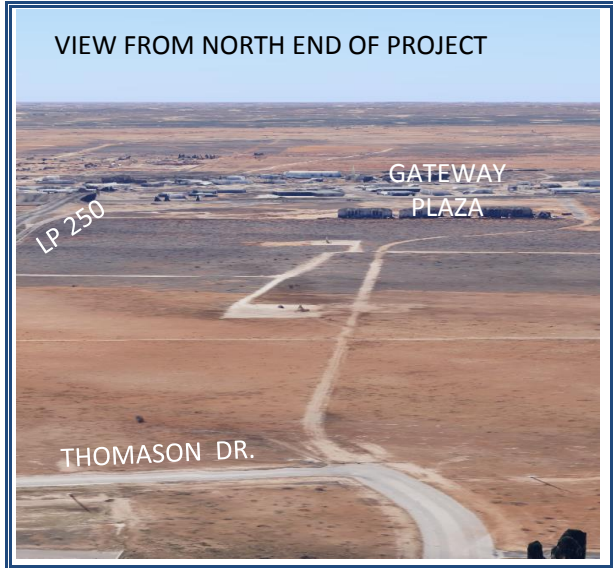 VIEW FROM NORTH END OF PROJECT
GATEWAY
PLAZA
LP 250
THOMASON DR.